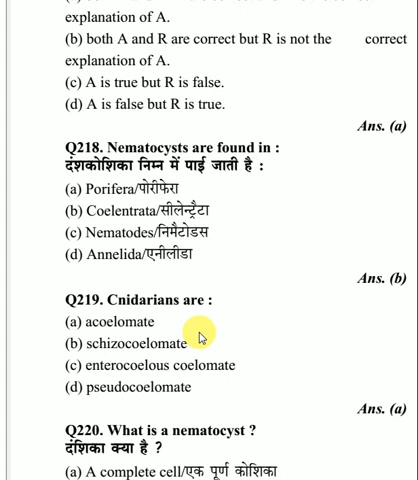 explanation of A.
(b) both A and R are correct but R is not the correct
explanation of A.
(c) A is true but R is false.
(d) A is false but R is true.
Ans. (a)
Q218. Nematocysts are found in :
दंशकोशिका निम्न में पाई जाती है :
(a) Porifera/पोरीफेरा
(b) Coelentrata/सीलेन्ट्रैटा
(c) Nematodes/निमैटोडस
(d) Annelida/एनीलीडा
Ans. (b)
Q219. Cnidarians are :
(a) acoelomate
(b) schizocoelomate
(c) enterocoelous coelomate
(d) pseudocoelomate
Ans. (a)
Q220. What is a nematocyst ?
दंशिका क्या है ?
(a) A complete cell/एक पूर्ण कोशिका